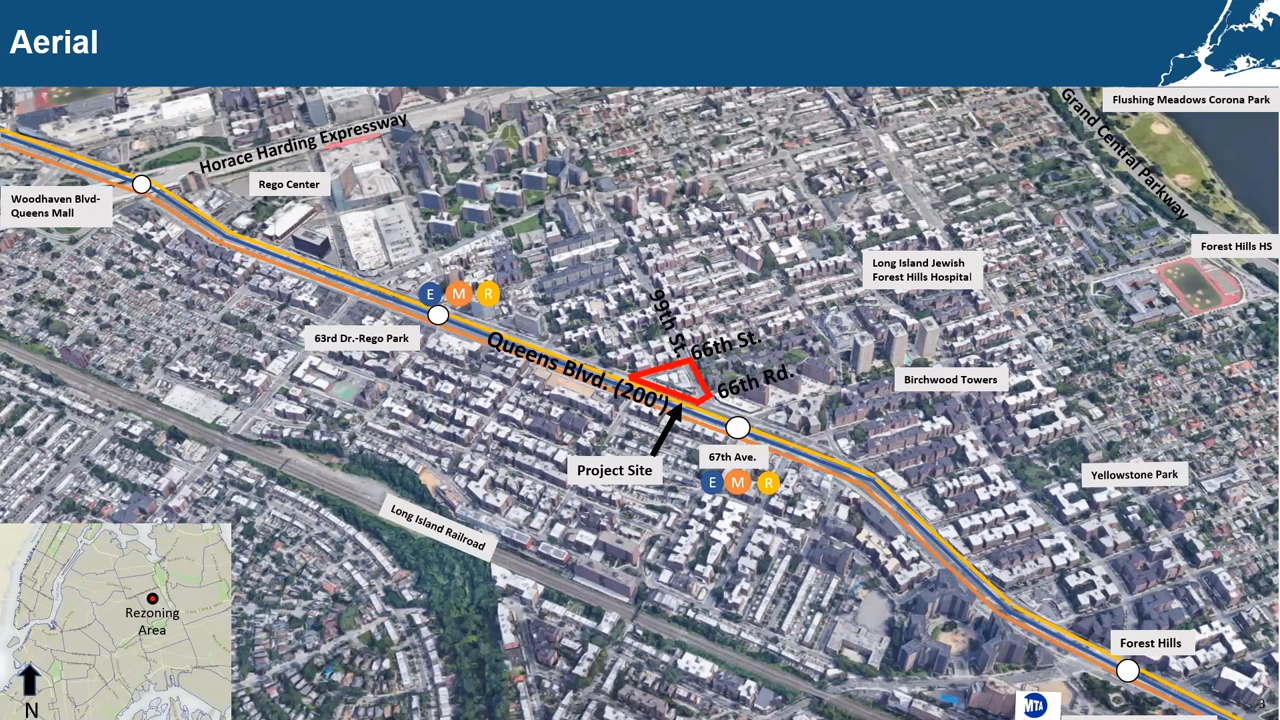 Aerial
Flushing Meadows Corona Park
Grand Central Parkway
Horace Harding Expressway
Rego Center
Woodhaven Blvd-
Queens Mall
Forest Hills HS
Long Island Jewish
Forest Hills Hospital
E M R
63rd Dr.-Rego Park
99th St.
66th St.
66th Rd.
Queens Blvd. (200')
Birchwood Towers
67th Ave.
E M R
Project Site
Yellowstone Park
Long Island Railroad
Rezoning
Area
N
Forest Hills
MTA
3